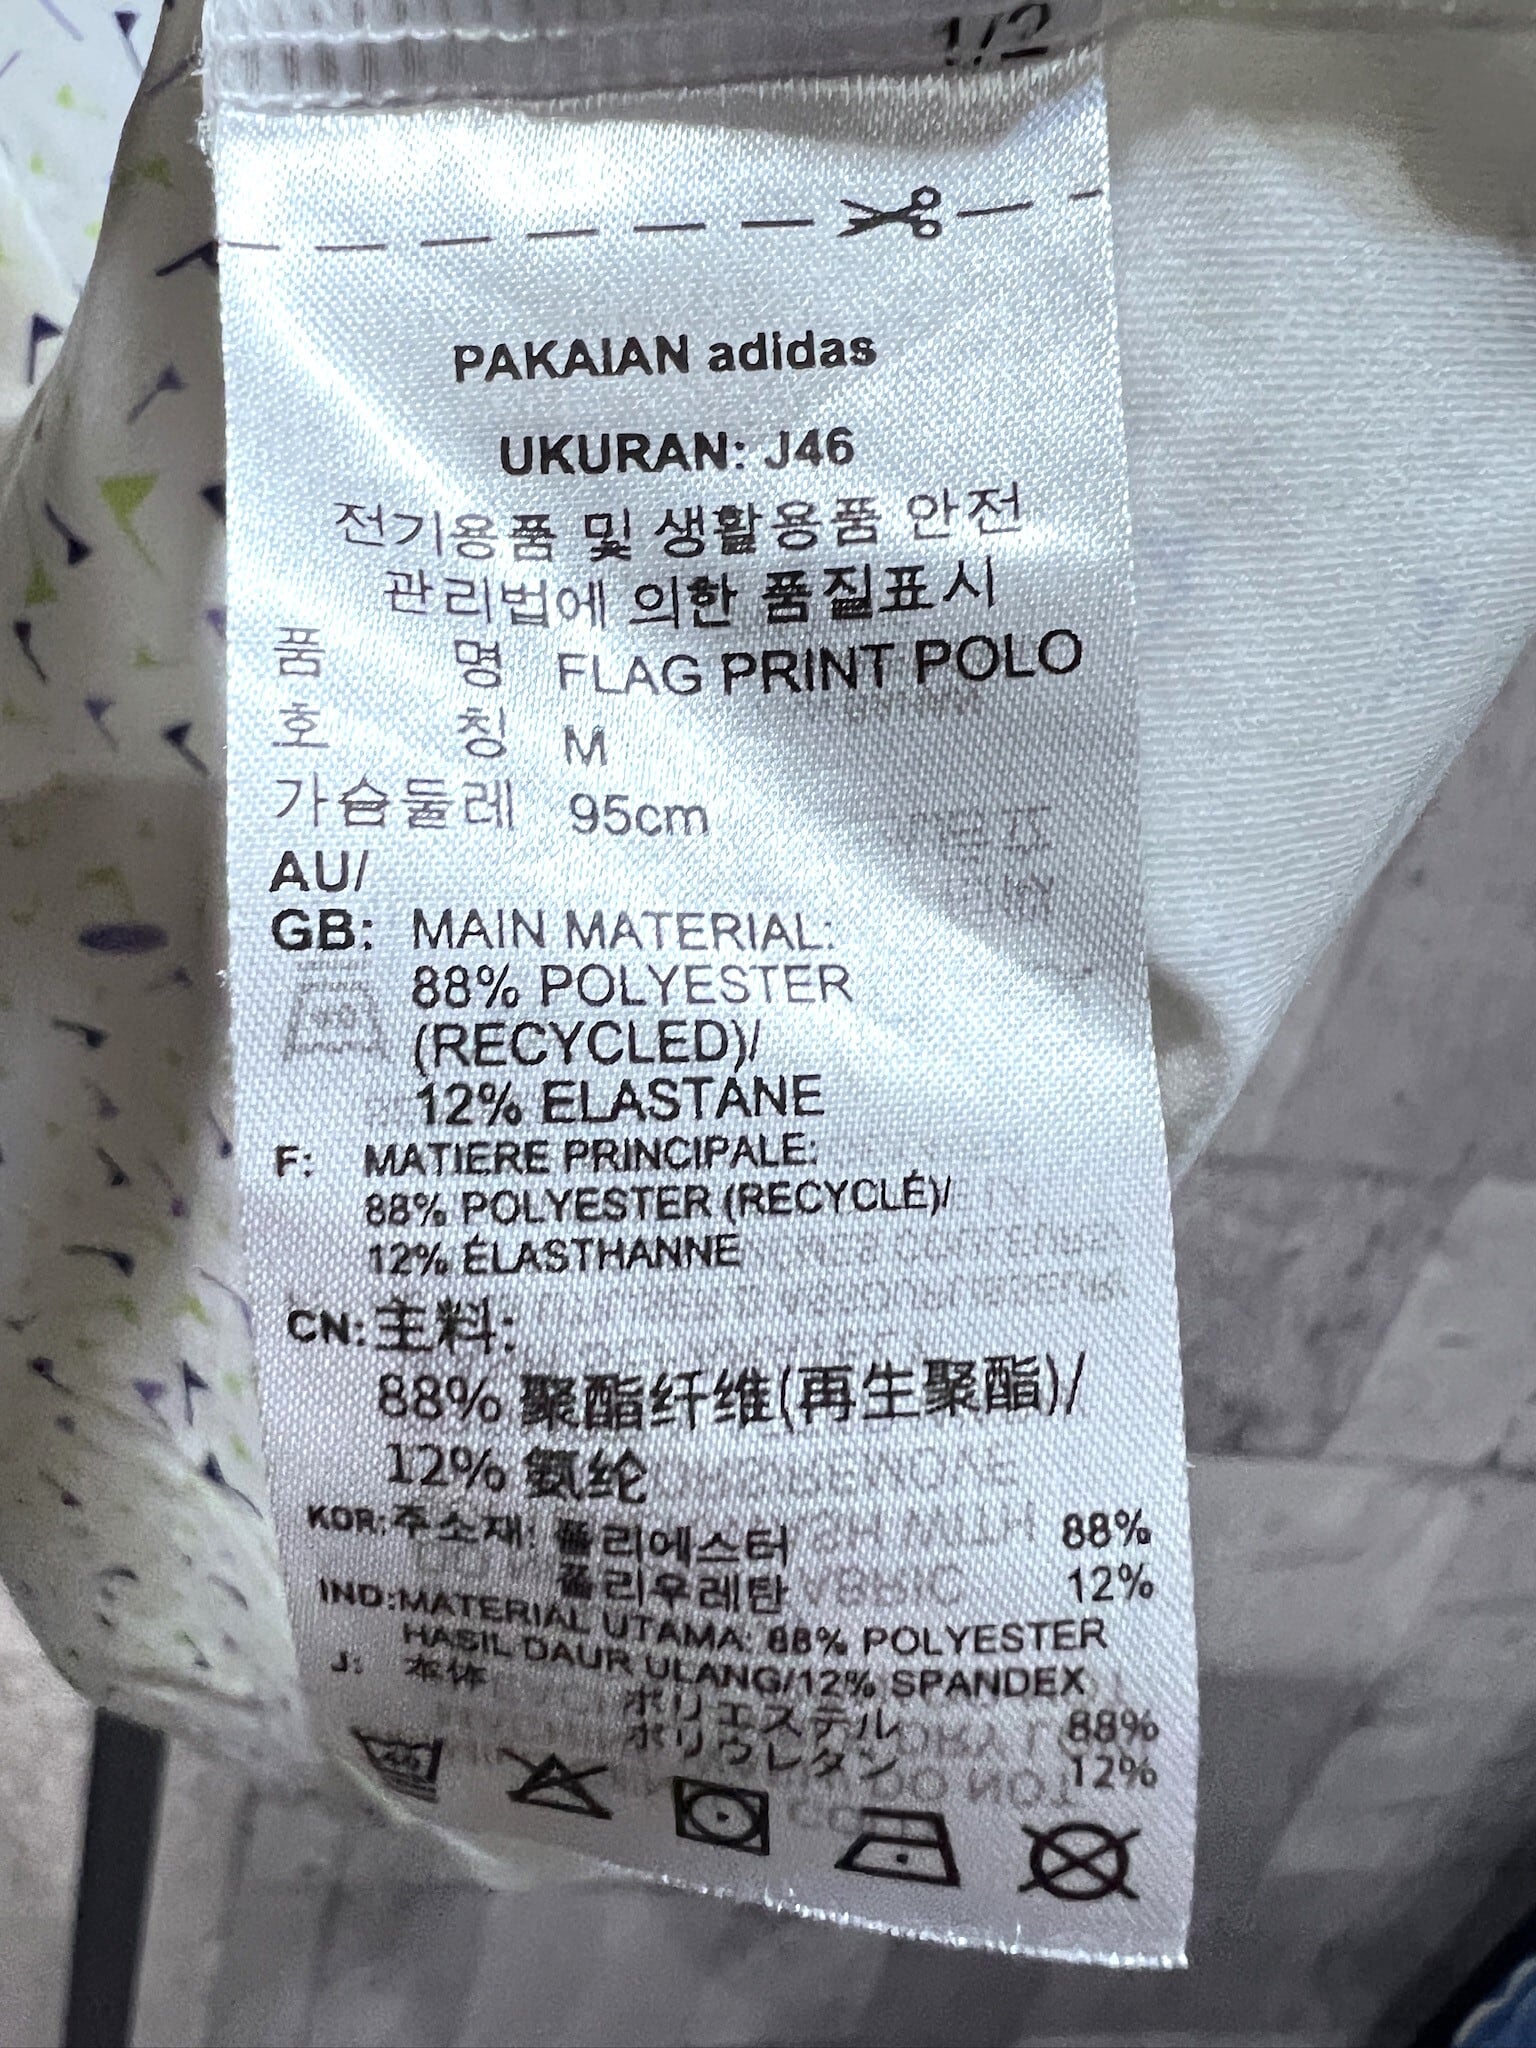 1/2
PAKAIAN adidas
UKURAN: J46
전기용품 및 생활용품 안전
관리법에 의한 품질표시
품 명 FLAG PRINT POLO
호 칭 M
가슴둘레 95cm
AU/
GB: MAIN MATERIAL:
88% POLYESTER
(RECYCLED)/
12% ELASTANE
F: MATIERE PRINCIPALE:
88% POLYESTER (RECYCLÉ)/
12% ÉLASTHANNE
CN:主料:
88% 聚酯纤维(再生聚酯)/
12% 氨纶
KOR:주소재: 폴리에스터 88%
폴리우레탄 12%
IND:MATERIAL UTAMA: 88% POLYESTER
HASIL DAUR ULANG/12% SPANDEX
J: 本体
ポリエステル 88%
ポリウレタン 12%